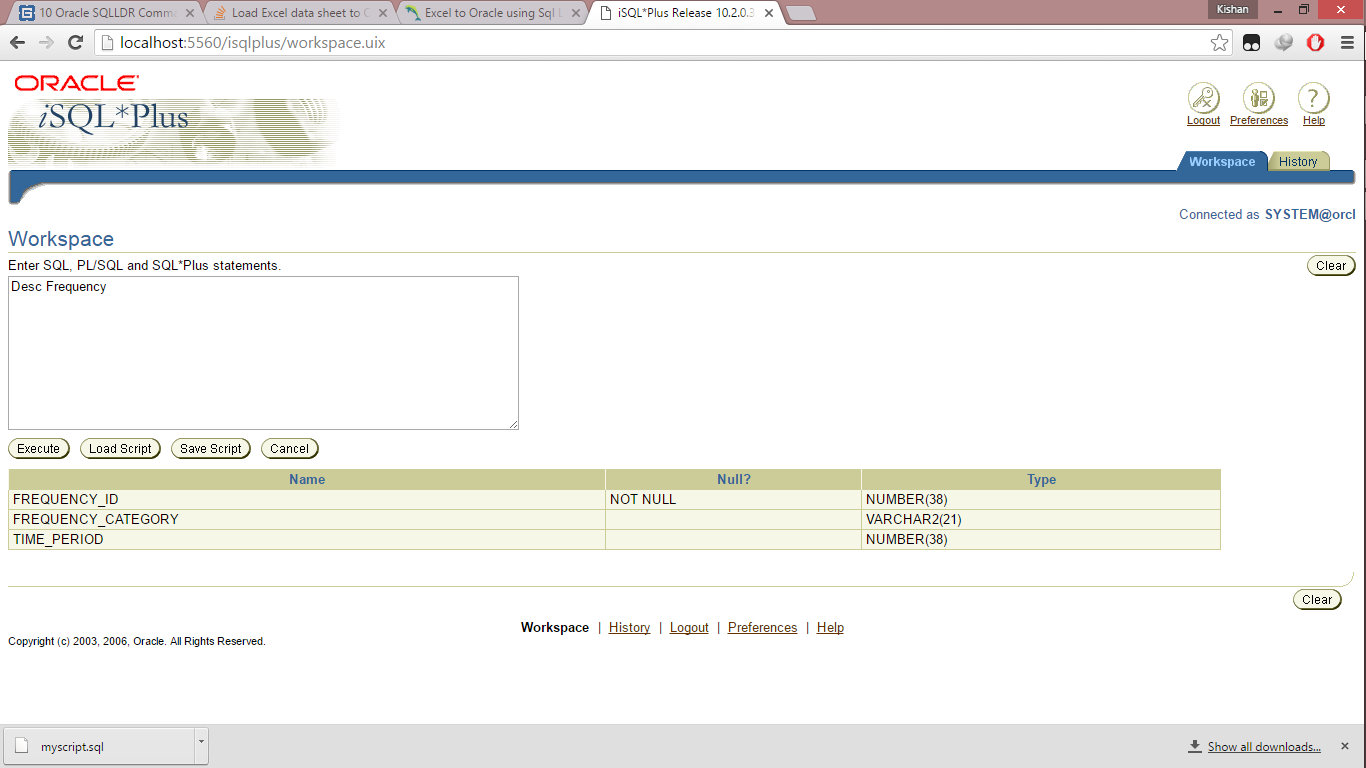 10 Oracle SQLLDR Comma
Load Excel data sheet to O
Excel to Oracle using Sql L
iSQL*Plus Release 10.2.0.3
Kishan
localhost:5560/isqlplus/workspace.uix
ORACLE
iSQL*Plus
Logout Preferences Help
Workspace History
Connected as SYSTEM@orcl
Workspace
Enter SQL, PL/SQL and SQL*Plus statements.
Clear
Desc Frequency
Execute Load Script Save Script Cancel
Name Null? Type
FREQUENCY_ID NOT NULL NUMBER(38)
FREQUENCY_CATEGORY VARCHAR2(21)
TIME_PERIOD NUMBER(38)
Clear
Workspace | History | Logout | Preferences | Help
Copyright (c) 2003, 2006, Oracle. All Rights Reserved.
myscript.sql
Show all downloads...